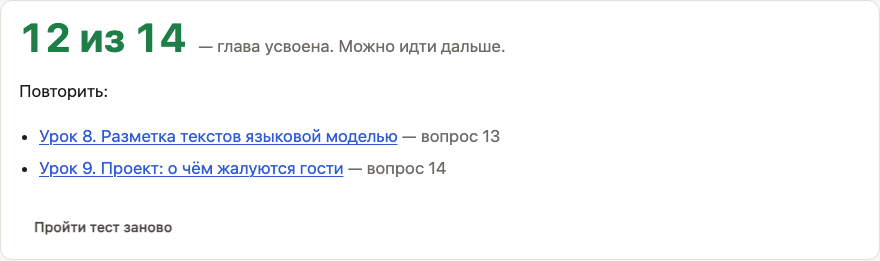 12 из 14 — глава усвоена. Можно идти дальше.
Повторить:
• Урок 8. Разметка текстов языковой моделью — вопрос 13
• Урок 9. Проект: о чём жалуются гости — вопрос 14
Пройти тест заново